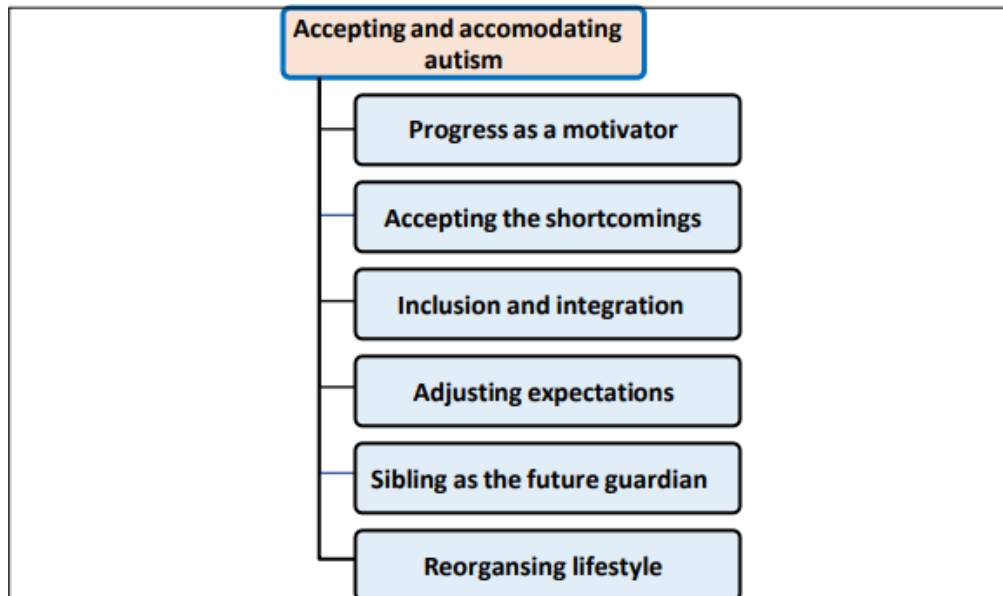 Accepting and accomodating
autism
Progress as a motivator
Accepting the shortcomings
Inclusion and integration
Adjusting expectations
Sibling as the future guardian
Reorgansing lifestyle